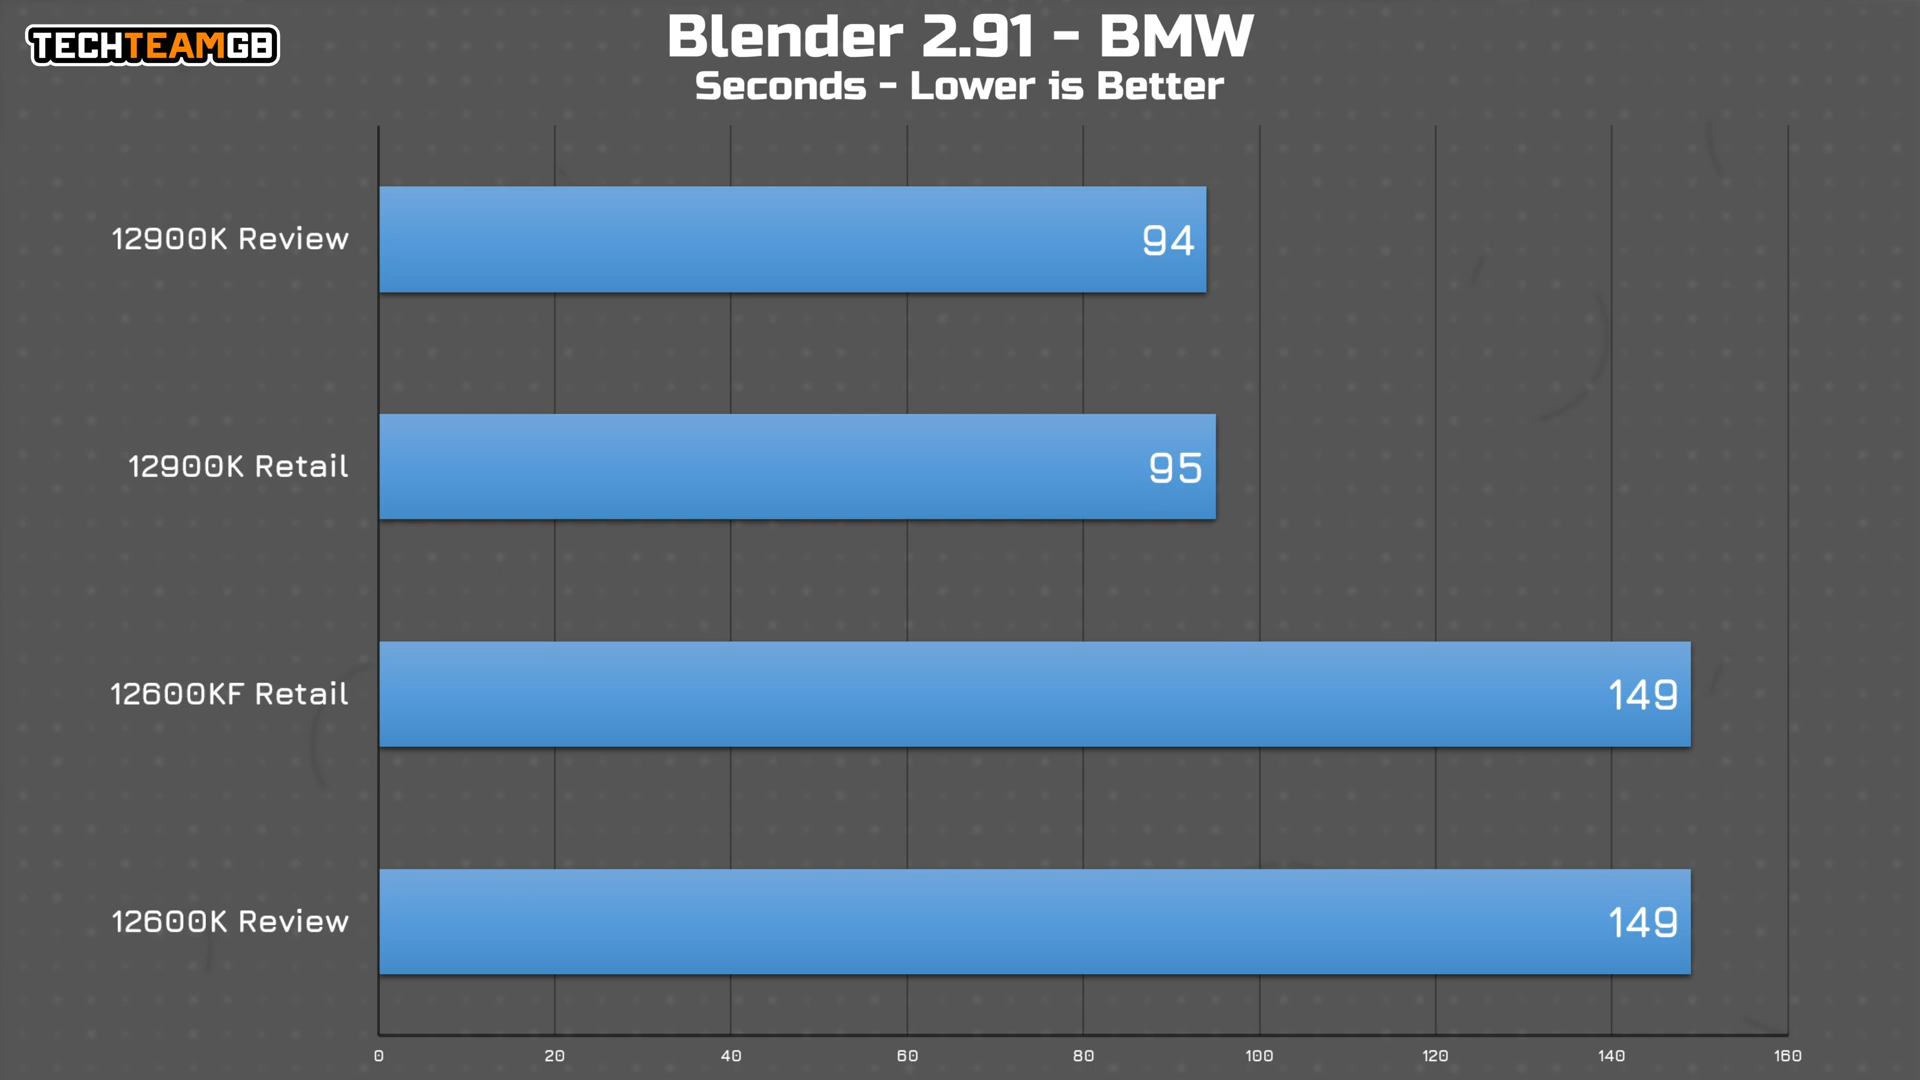 TECHTEAMGB
Blender 2.91 - BMW
Seconds - Lower is Better
12900K Review
94
12900K Retail
95
12600KF Retail
149
12600K Review
149
0 20 40 60 80 100 120 140 160